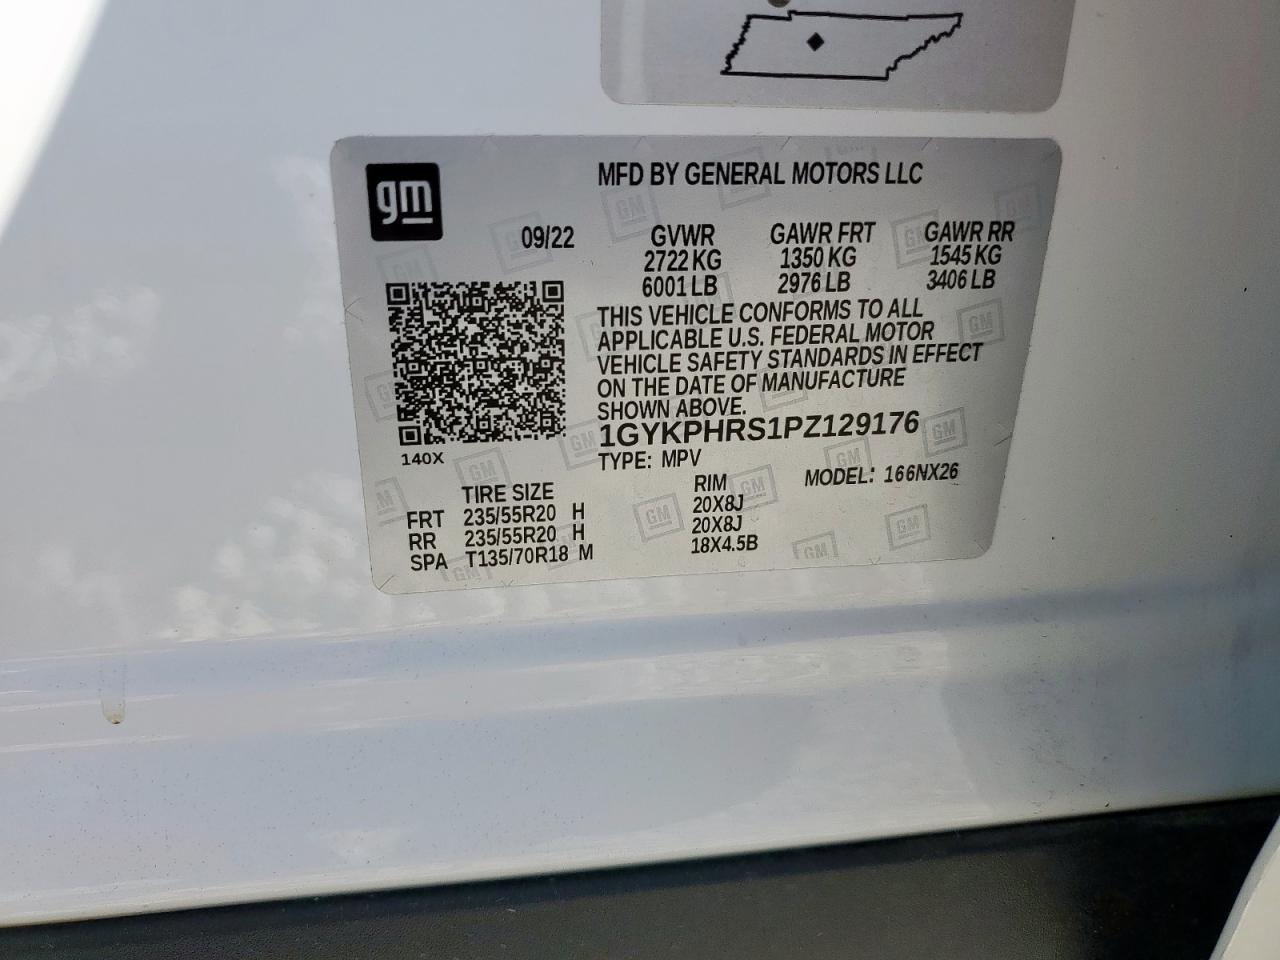 gm
MFD BY GENERAL MOTORS LLC
09/22 GVWR GAWR FRT GAWR RR
2722 KG 1350 KG 1545 KG
6001 LB 2976 LB 3406 LB
THIS VEHICLE CONFORMS TO ALL
APPLICABLE U.S. FEDERAL MOTOR
VEHICLE SAFETY STANDARDS IN EFFECT
ON THE DATE OF MANUFACTURE
SHOWN ABOVE.
1GYKPHRS1PZ129176
140X
TYPE: MPV
MODEL: 166NX26
TIRE SIZE RIM
FRT 235/55R20 H 20X8J
RR 235/55R20 H 20X8J
SPA T135/70R18 M 18X4.5B